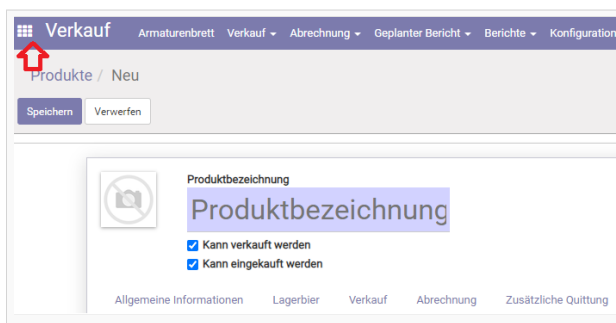 Verkauf Armaturenbrett Verkauf Abrechnung Geplanter Bericht Berichte Konfiguration
Produkte / Neu
Speichern Verwerfen
Produktbezeichnung
Produktbezeichnung
Kann verkauft werden
Kann eingekauft werden
Allgemeine Informationen Lagerbier Verkauf Abrechnung Zusätzliche Quittung